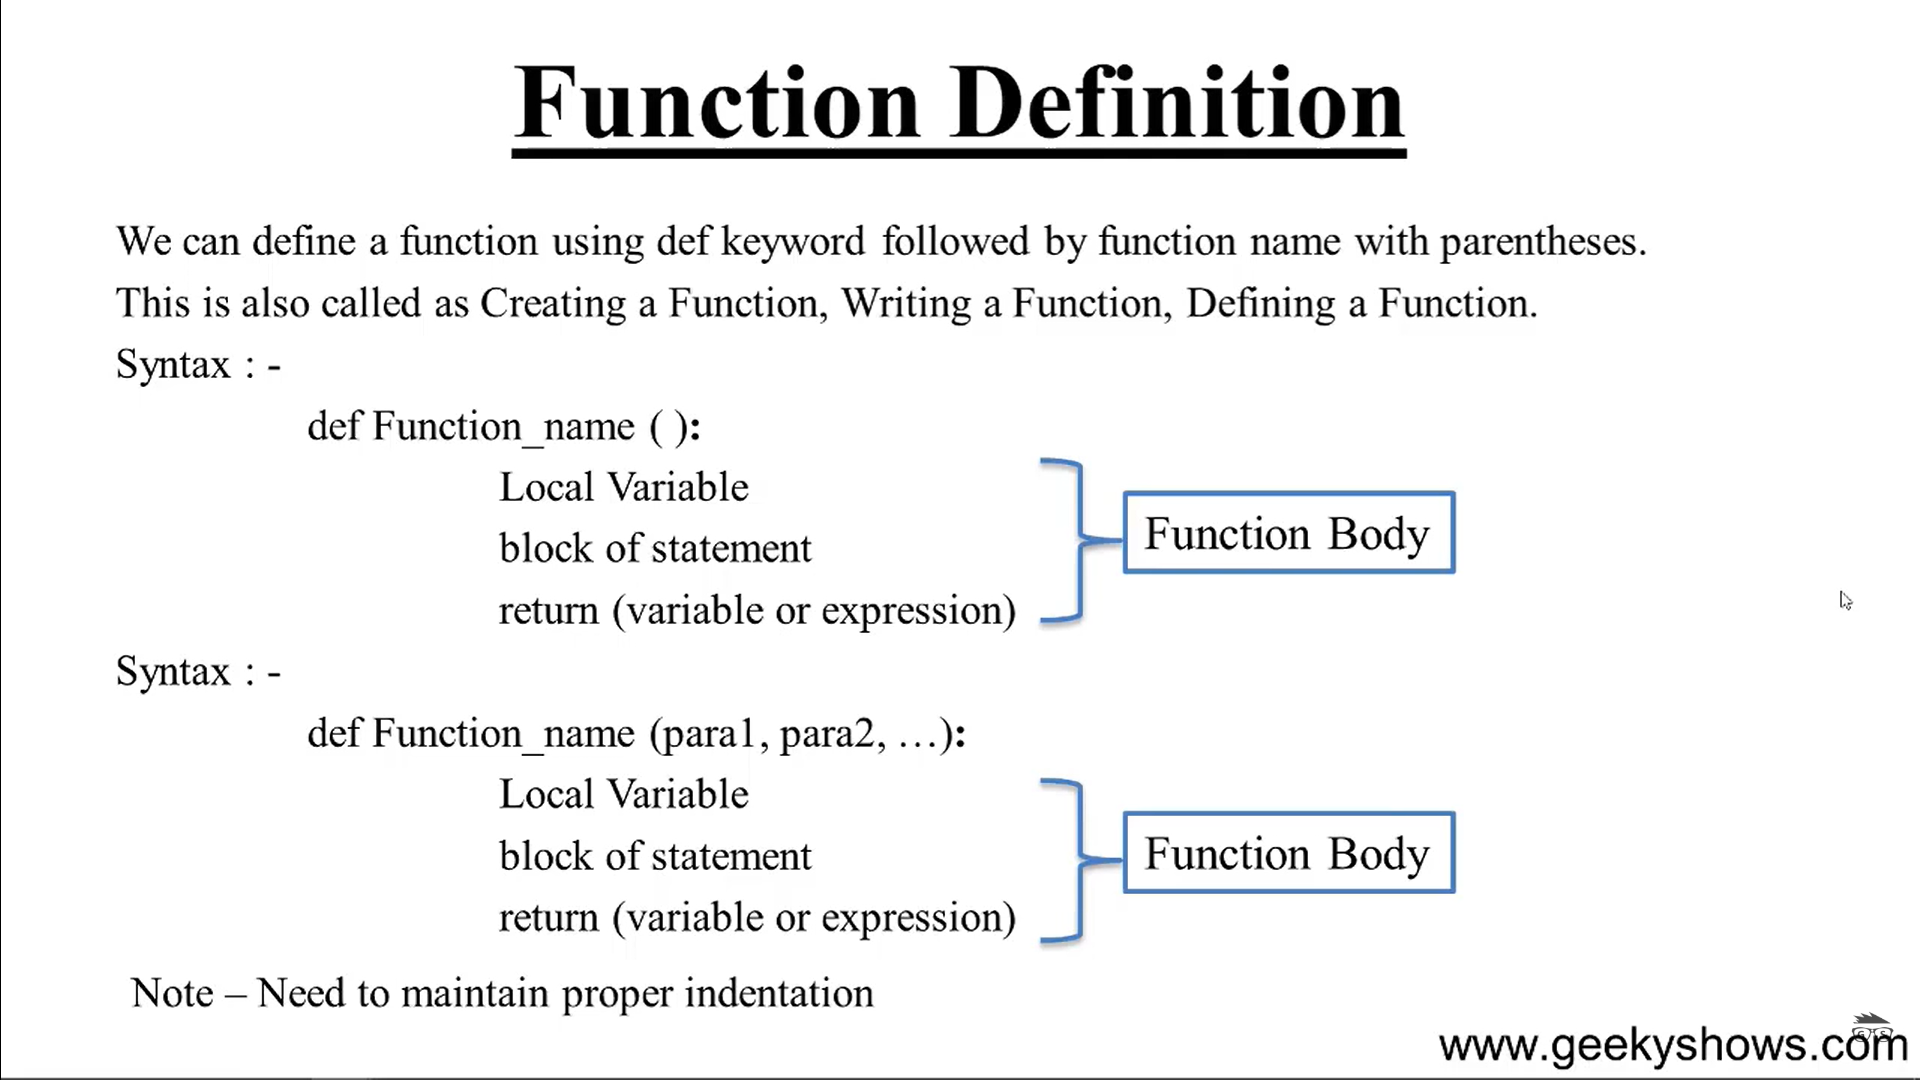 Function Definition
We can define a function using def keyword followed by function name with parentheses.
This is also called as Creating a Function, Writing a Function, Defining a Function.
Syntax : -
def Function_name ( ):
Local Variable
block of statement
return (variable or expression)
Function Body
Syntax : -
def Function_name (para1, para2, …):
Local Variable
block of statement
return (variable or expression)
Function Body
Note – Need to maintain proper indentation
www.geekyshows.com